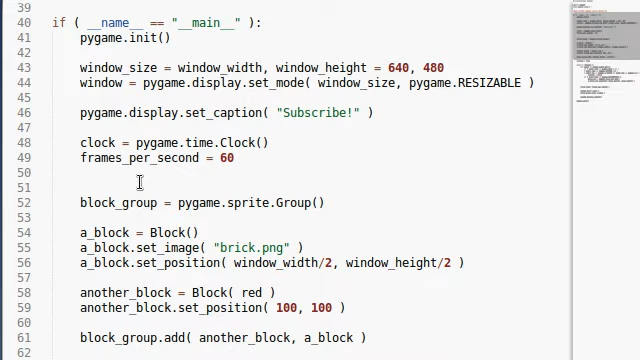 39
40 if ( __name__ == "__main__" ):
41 pygame.init()
42
43 window_size = window_width, window_height = 640, 480
44 window = pygame.display.set_mode( window_size, pygame.RESIZABLE )
45
46 pygame.display.set_caption( "Subscribe!" )
47
48 clock = pygame.time.Clock()
49 frames_per_second = 60
50
51
52 block_group = pygame.sprite.Group()
53
54 a_block = Block()
55 a_block.set_image( "brick.png" )
56 a_block.set_position( window_width/2, window_height/2 )
57
58 another_block = Block( red )
59 another_block.set_position( 100, 100 )
60
61 block_group.add( another_block, a_block )
62